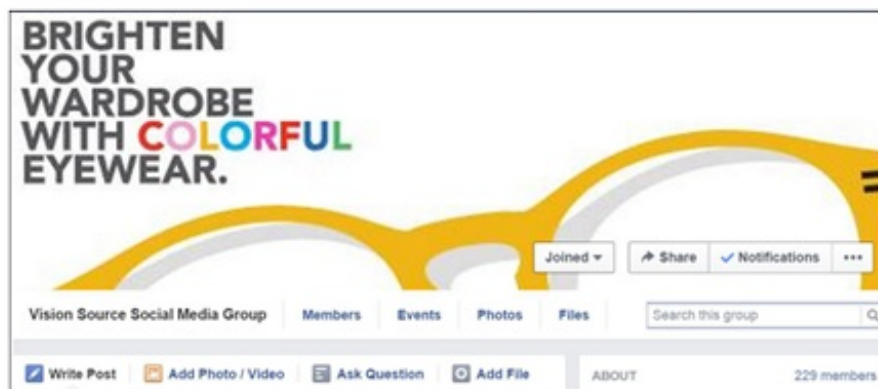 BRIGHTEN
YOUR
WARDROBE
WITH COLORFUL
EYEWEAR.
Joined Share Notifications
Vision Source Social Media Group Members Events Photos Files Search this group
Write Post Add Photo / Video Ask Question Add File ABOUT 229 members